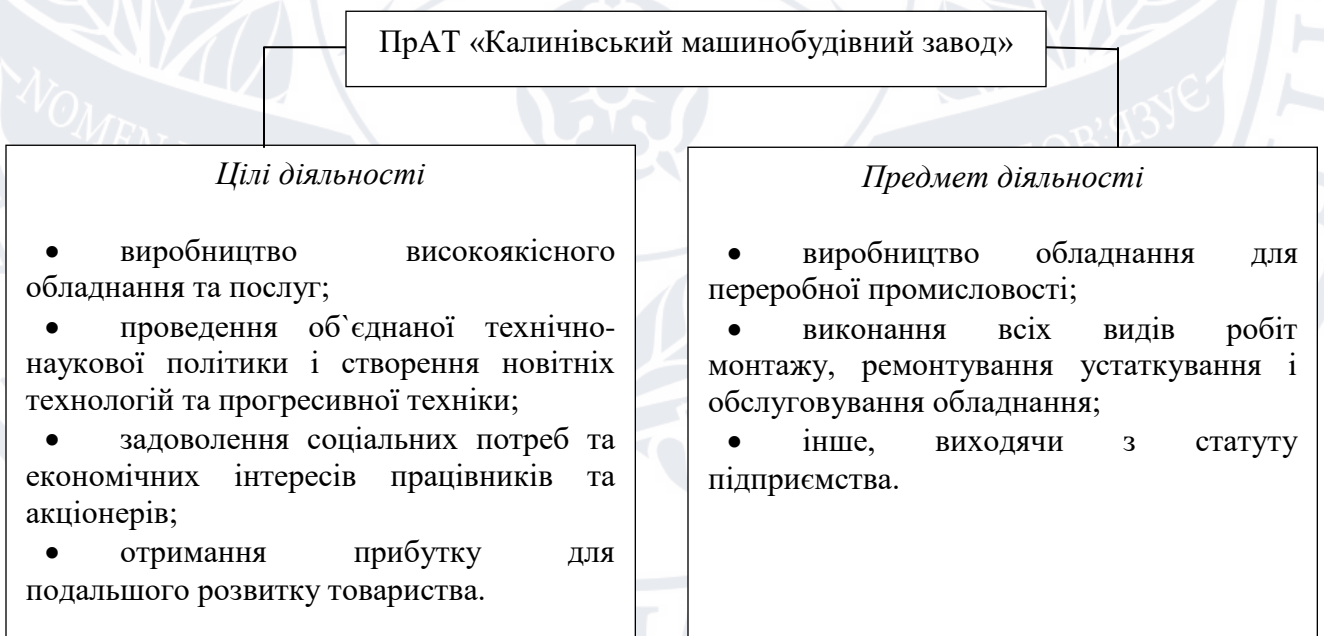 ПрАТ «Калинівський машинобудівний завод»
Цілі діяльності
• виробництво високоякісного
обладнання та послуг;
• проведення об`єднаної технічно-
наукової політики і створення новітніх
технологій та прогресивної техніки;
• задоволення соціальних потреб та
економічних інтересів працівників та
акціонерів;
• отримання прибутку для
подальшого розвитку товариства.
Предмет діяльності
• виробництво обладнання для
переробної промисловості;
• виконання всіх видів робіт
монтажу, ремонтування устаткування і
обслуговування обладнання;
• інше, виходячи з статуту
підприємства.
NOMEN